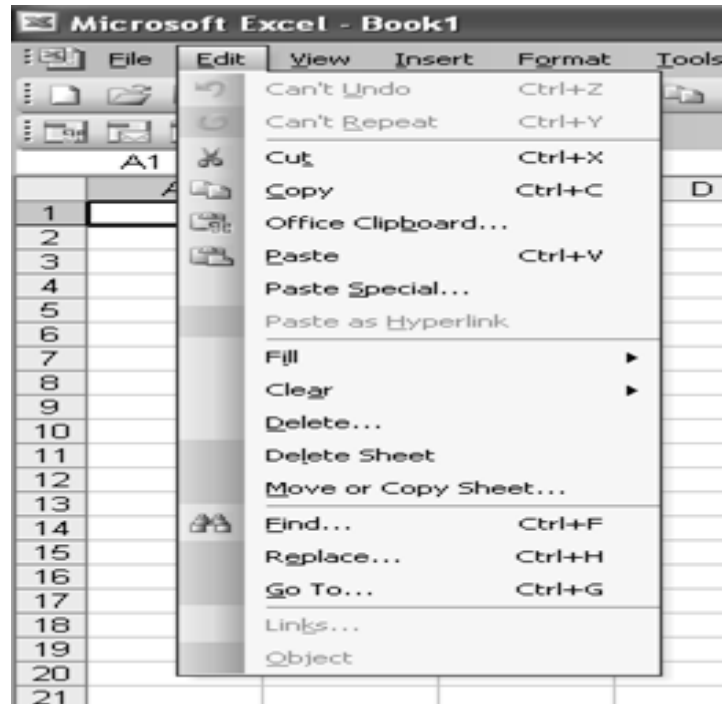 Microsoft Excel - Book1
File Edit View Insert Format Tools
Can't Undo Ctrl+Z
Can't Repeat Ctrl+Y
A1
Cut Ctrl+X
A Copy Ctrl+C D
1 Office Clipboard...
2
3 Paste Ctrl+V
4 Paste Special...
5 Paste as Hyperlink
6
7 Fill
8 Clear
9
10 Delete...
11 Delete Sheet
12 Move or Copy Sheet...
13
14 Find... Ctrl+F
15 Replace... Ctrl+H
16
17 Go To... Ctrl+G
18 Links...
19 Object
20
21